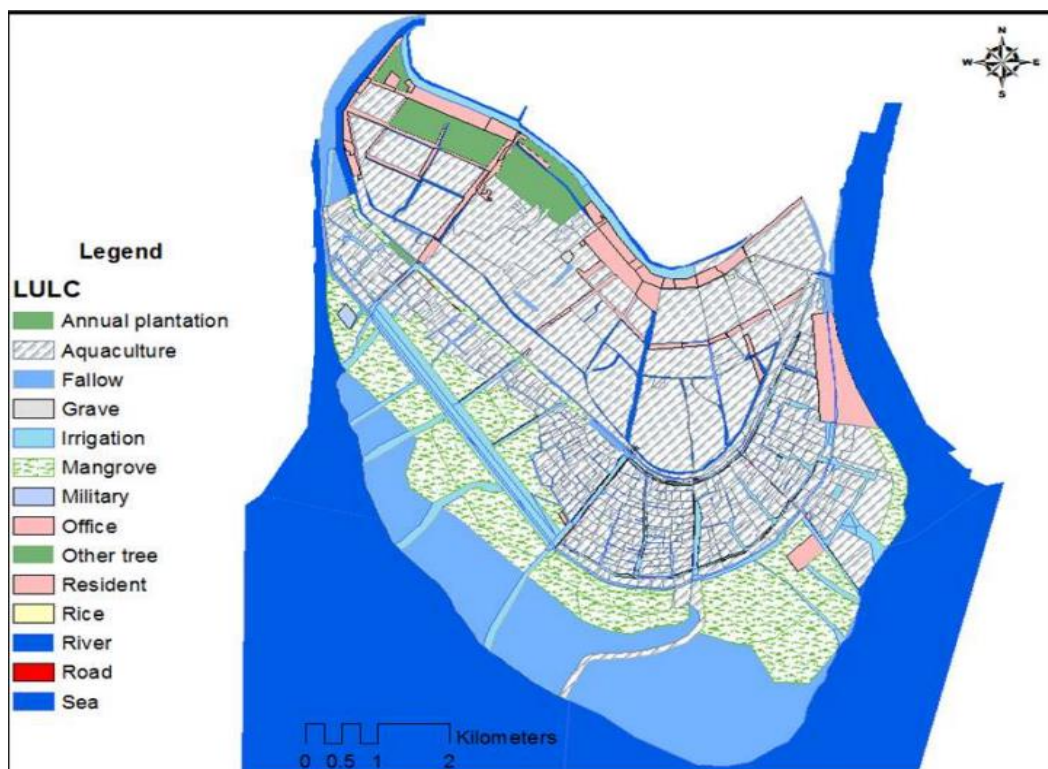 N
W E
S
Legend
LULC
Annual plantation
Aquaculture
Fallow
Grave
Irrigation
Mangrove
Military
Office
Other tree
Resident
Rice
River
Road
Sea
Kilometers
0 0.5 1 2